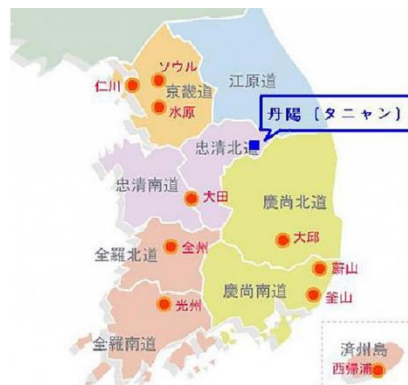 ソウル
仁川
京畿道
江原道
水原
丹陽〔タニャン〕
忠清北道
忠清南道
大田
慶尚北道
全羅北道
全州
大邱
蔚山
慶尚南道
釜山
光州
全羅南道
済州島
西帰浦